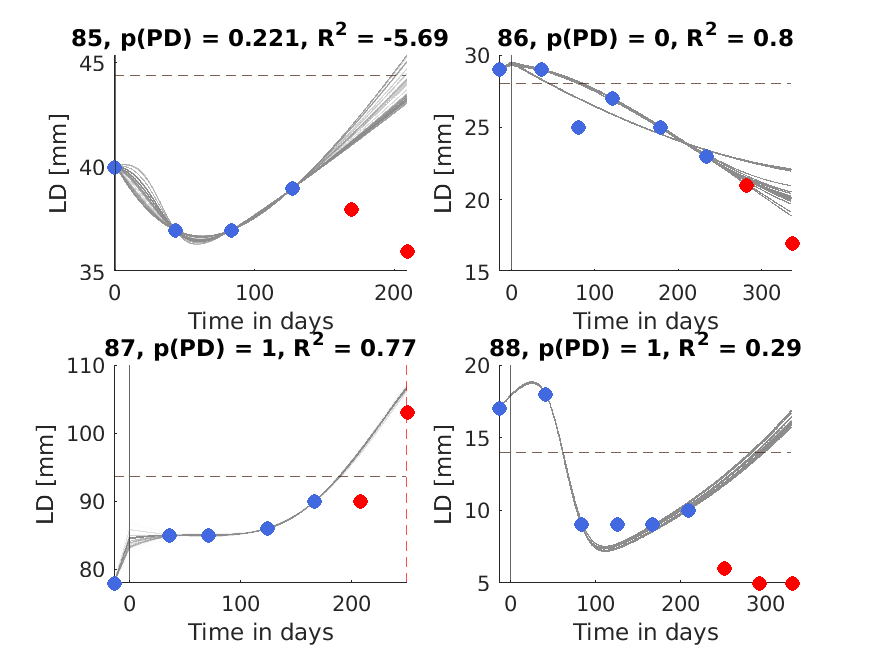 85, p(PD) = 0.221, R² = -5.69
45
40
35
LD [mm]
0 100 200
Time in days
86, p(PD) = 0, R² = 0.8
30
25
20
15
LD [mm]
0 100 200 300
Time in days
87, p(PD) = 1, R² = 0.77
110
100
90
80
LD [mm]
0 100 200
Time in days
88, p(PD) = 1, R² = 0.29
20
15
10
5
LD [mm]
0 100 200 300
Time in days